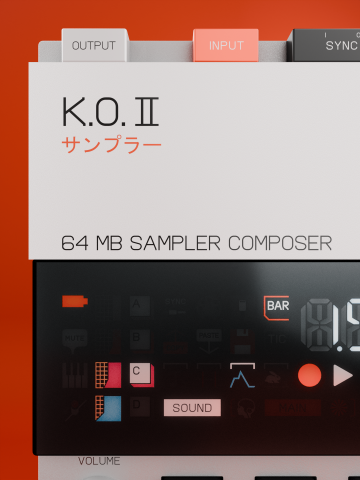 OUTPUT
INPUT
SYNC
K.O.II
サンプラー
64 MB SAMPLER COMPOSER
BAR
C
SOUND
VOLUME